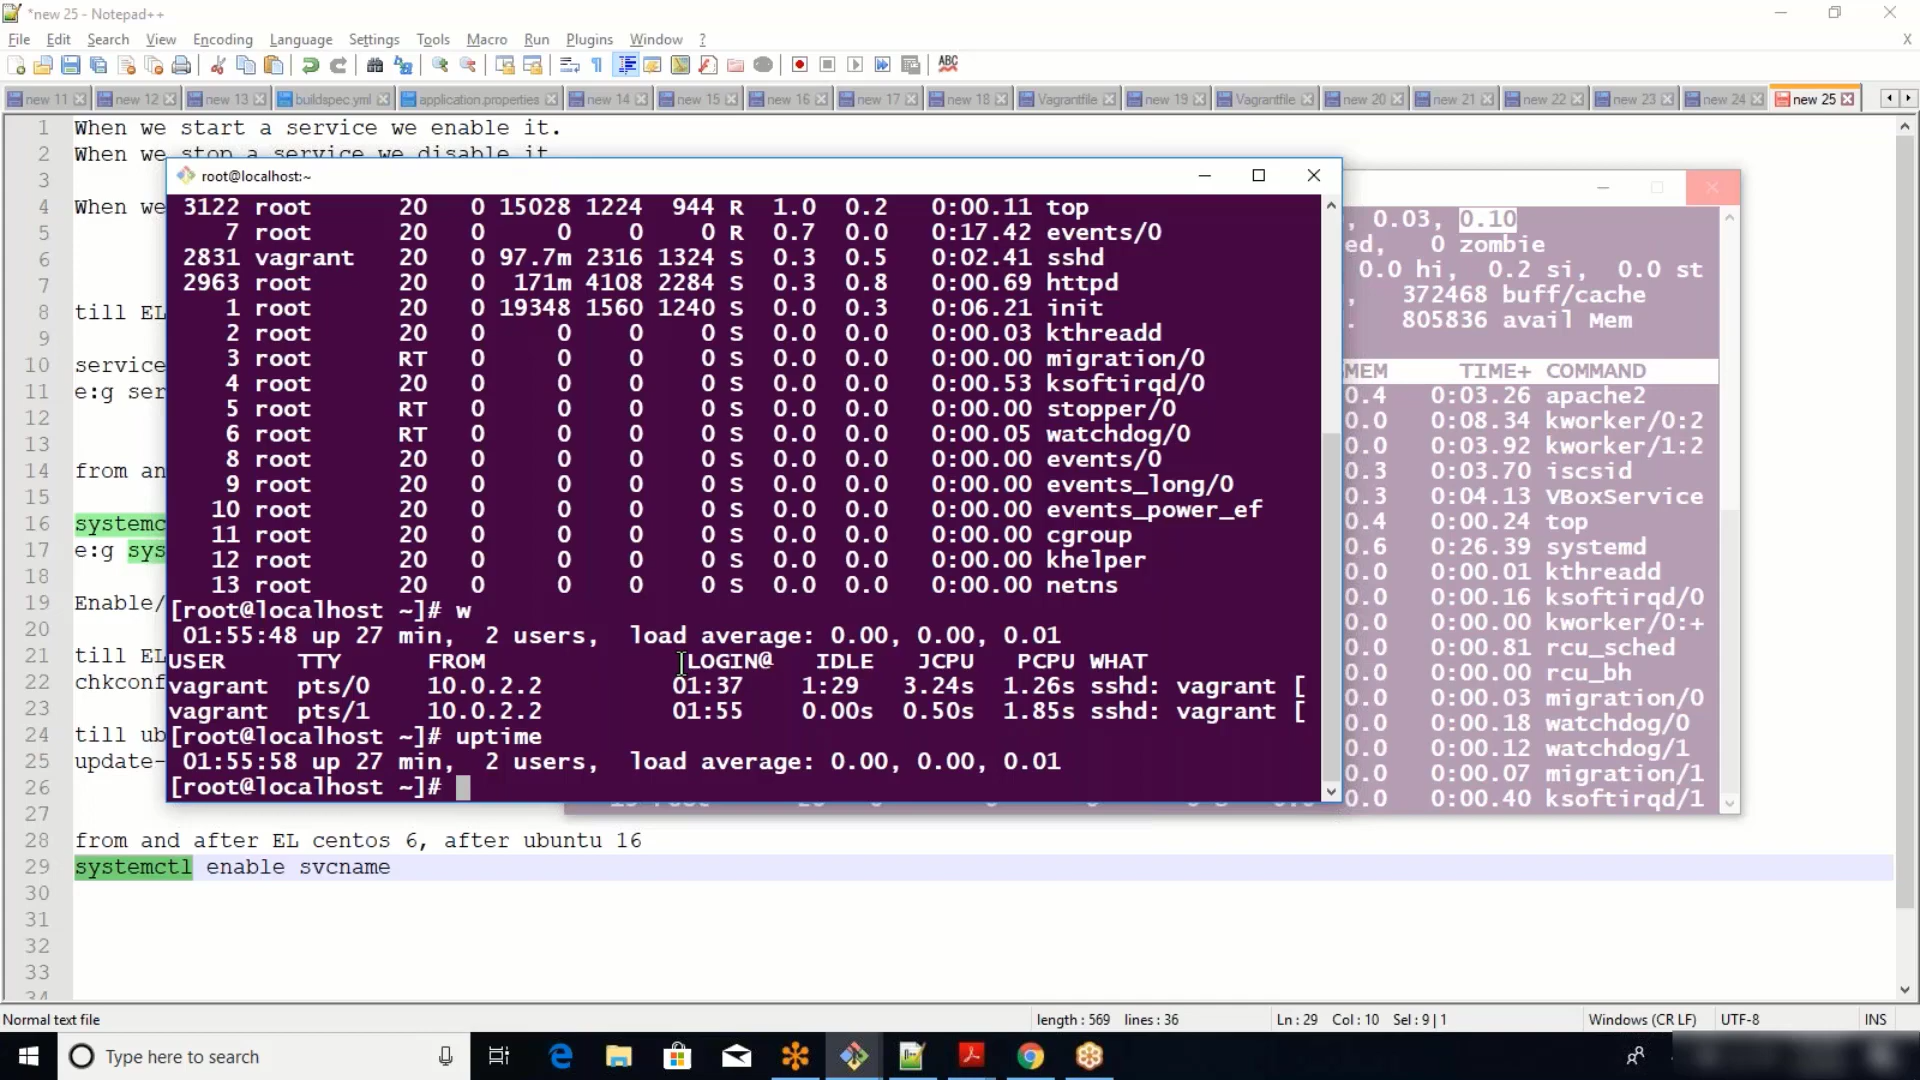 *new 25 - Notepad++
File Edit Search View Encoding Language Settings Tools Macro Run Plugins Window ?
X
ABC
new 11 new 12 new 13 buildspec.yml application.properties new 14 new 15 new 16 new 17 new 18 Vagrantfile new 19 Vagrantfile new 20 new 21 new 22 new 23 new 24 new 25
1 When we start a service we enable it.
2 When we stop a service we disable it
3
4 When we
5
6
7
8 till EL
9
10 service
11 e:g ser
12
13
14 from an
15
16 systemc
17 e:g sys
18
19 Enable/
20
21 till EL
22 chkconf
23
24 till ub
25 update-
26
27
28 from and after EL centos 6, after ubuntu 16
29 systemctl enable svcname
30
31
32
33
34
root@localhost:~
3122 root 20 0 15028 1224 944 R 1.0 0.2 0:00.11 top
7 root 20 0 0 0 0 R 0.7 0.0 0:17.42 events/0
2831 vagrant 20 0 97.7m 2316 1324 S 0.3 0.5 0:02.41 sshd
2963 root 20 0 171m 4108 2284 S 0.3 0.8 0:00.69 httpd
1 root 20 0 19348 1560 1240 S 0.0 0.3 0:06.21 init
2 root 20 0 0 0 0 S 0.0 0.0 0:00.03 kthreadd
3 root RT 0 0 0 0 S 0.0 0.0 0:00.00 migration/0
4 root 20 0 0 0 0 S 0.0 0.0 0:00.53 ksoftirqd/0
5 root RT 0 0 0 0 S 0.0 0.0 0:00.00 stopper/0
6 root RT 0 0 0 0 S 0.0 0.0 0:00.05 watchdog/0
8 root 20 0 0 0 0 S 0.0 0.0 0:00.00 events/0
9 root 20 0 0 0 0 S 0.0 0.0 0:00.00 events_long/0
10 root 20 0 0 0 0 S 0.0 0.0 0:00.00 events_power_ef
11 root 20 0 0 0 0 S 0.0 0.0 0:00.00 cgroup
12 root 20 0 0 0 0 S 0.0 0.0 0:00.00 khelper
13 root 20 0 0 0 0 S 0.0 0.0 0:00.00 netns
[root@localhost ~]# w
01:55:48 up 27 min, 2 users, load average: 0.00, 0.00, 0.01
USER TTY FROM LOGIN@ IDLE JCPU PCPU WHAT
vagrant pts/0 10.0.2.2 01:37 1:29 3.24s 1.26s sshd: vagrant [
vagrant pts/1 10.0.2.2 01:55 0.00s 0.50s 1.85s sshd: vagrant [
[root@localhost ~]# uptime
01:55:58 up 27 min, 2 users, load average: 0.00, 0.00, 0.01
[root@localhost ~]#
, 0.03, 0.10
ed, 0 zombie
0.0 hi, 0.2 si, 0.0 st
, 372468 buff/cache
. 805836 avail Mem
MEM TIME+ COMMAND
0.4 0:03.26 apache2
0.0 0:08.34 kworker/0:2
0.0 0:03.92 kworker/1:2
0.3 0:03.70 iscsid
0.3 0:04.13 VBoxService
0.4 0:00.24 top
0.6 0:26.39 systemd
0.0 0:00.01 kthreadd
0.0 0:00.16 ksoftirqd/0
0.0 0:00.00 kworker/0:+
0.0 0:00.81 rcu_sched
0.0 0:00.00 rcu_bh
0.0 0:00.03 migration/0
0.0 0:00.18 watchdog/0
0.0 0:00.12 watchdog/1
0.0 0:00.07 migration/1
0.0 0:00.40 ksoftirqd/1
Normal text file length : 569 lines : 36 Ln : 29 Col : 10 Sel : 9 | 1 Windows (CR LF) UTF-8 INS
Type here to search